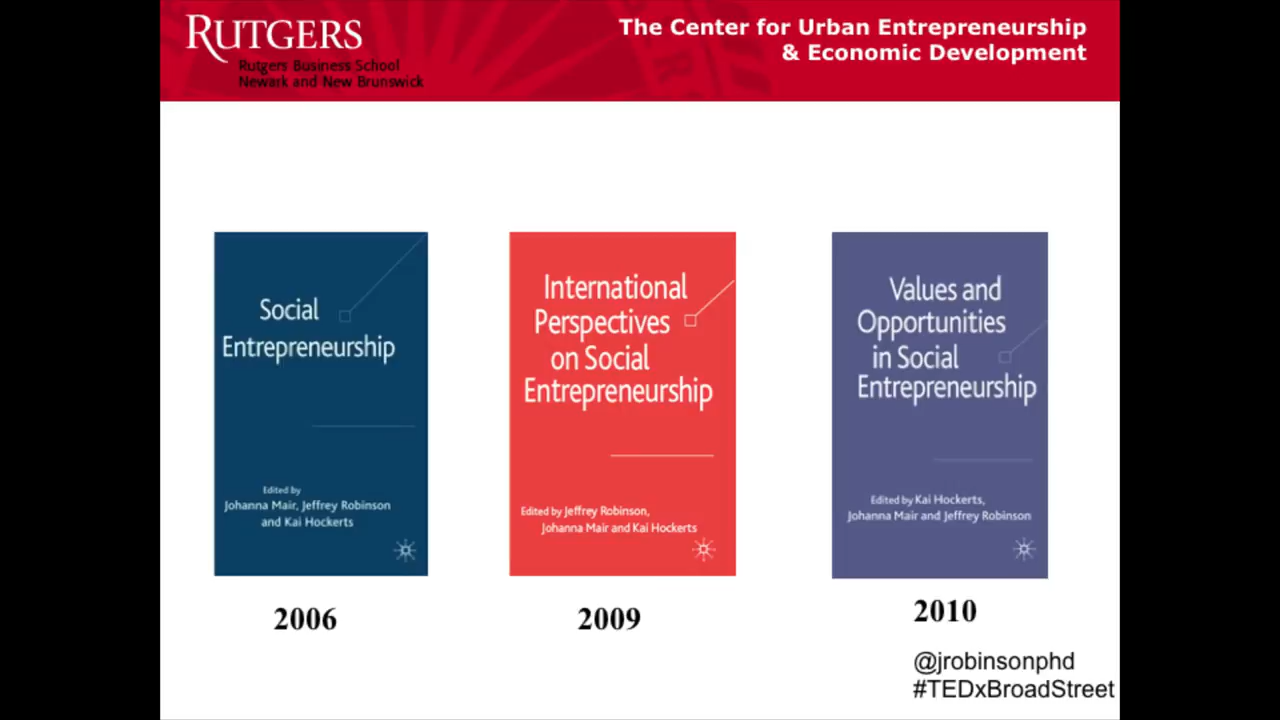 RUTGERS
Rutgers Business School
Newark and New Brunswick
The Center for Urban Entrepreneurship
& Economic Development
Social
Entrepreneurship
Edited by
Johanna Mair, Jeffrey Robinson
and Kai Hockerts
2006
International
Perspectives
on Social
Entrepreneurship
Edited by Jeffrey Robinson,
Johanna Mair and Kai Hockerts
2009
Values and
Opportunities
in Social
Entrepreneurship
Edited by Kai Hockerts,
Johanna Mair and Jeffrey Robinson
2010
@jrobinsonphd
#TEDxBroadStreet